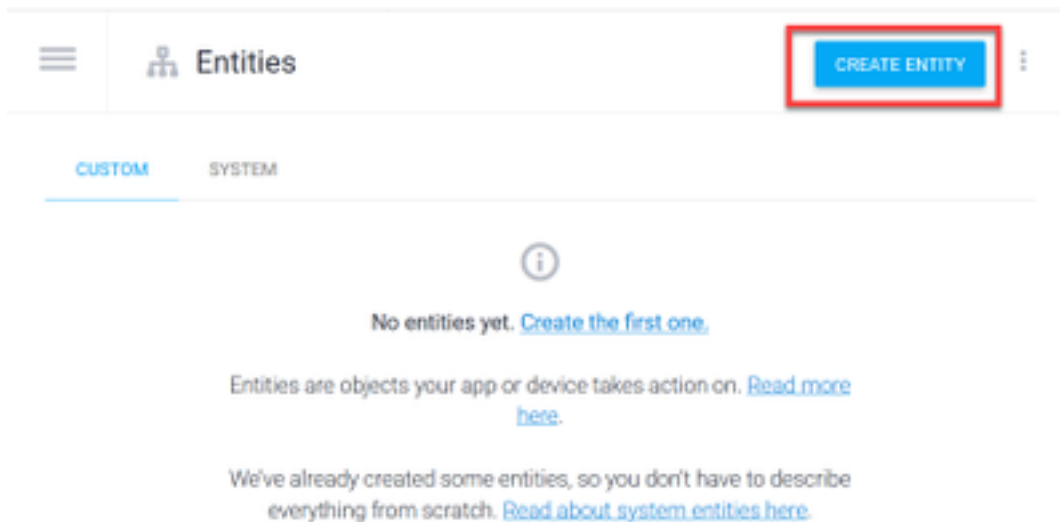 Entities
CREATE ENTITY
CUSTOM
SYSTEM
No entities yet. Create the first one.
Entities are objects your app or device takes action on. Read more
here.
We've already created some entities, so you don't have to describe
everything from scratch. Read about system entities here.